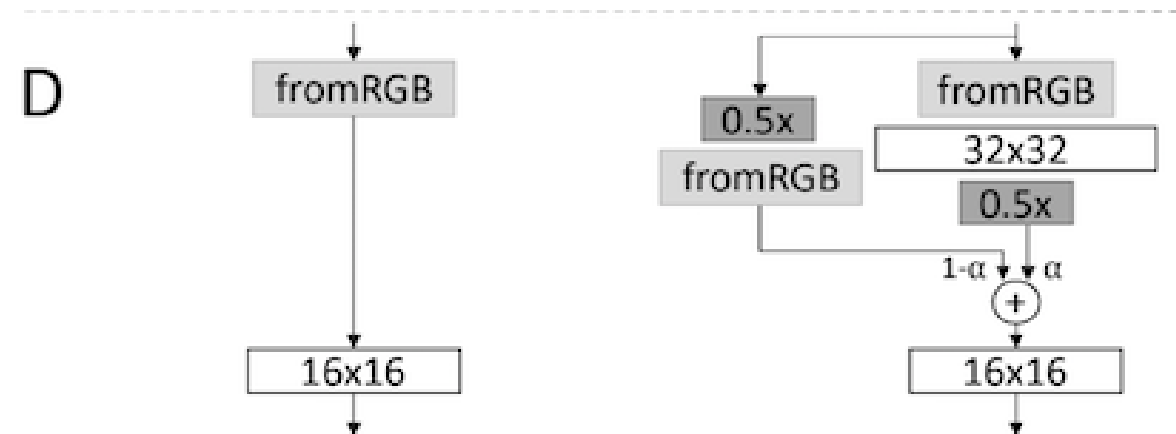 D
fromRGB
16x16
fromRGB
0.5x
32x32
fromRGB
0.5x
1-α
α
+
16x16